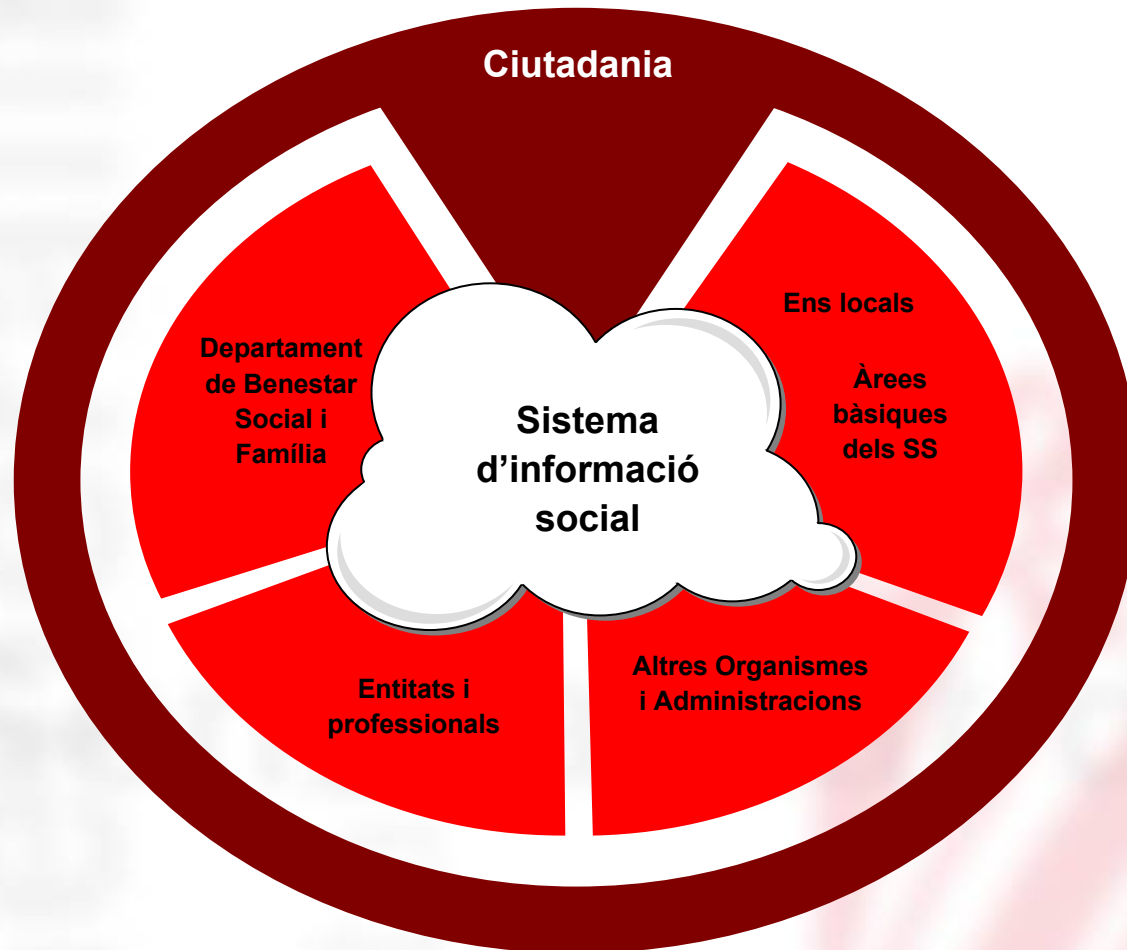 Ciutadania
Departament
de Benestar
Social i
Família
Sistema
d’informació
social
Ens locals
Àrees
bàsiques
dels SS
Entitats i
professionals
Altres Organismes
i Administracions